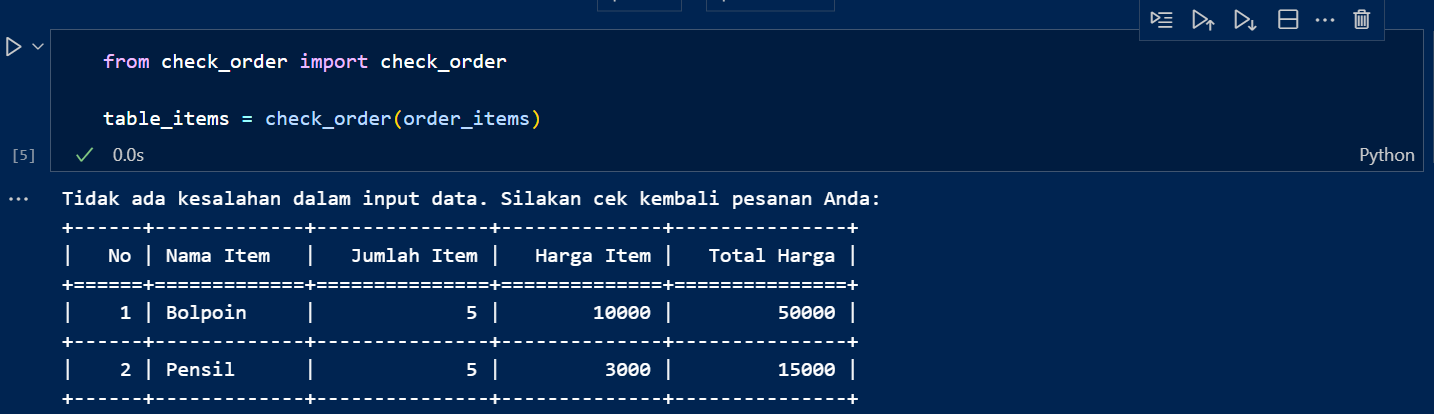 from check_order import check_order
table_items = check_order(order_items)
[5]
0.0s
Python
Tidak ada kesalahan dalam input data. Silakan cek kembali pesanan Anda:
+------+-------------+---------------+--------------+---------------+
|   No | Nama Item   |   Jumlah Item |   Harga Item |   Total Harga |
+======+=============+===============+==============+===============+
|    1 | Bolpoin     |             5 |        10000 |         50000 |
+------+-------------+---------------+--------------+---------------+
|    2 | Pensil      |             5 |         3000 |         15000 |
+------+-------------+---------------+--------------+---------------+